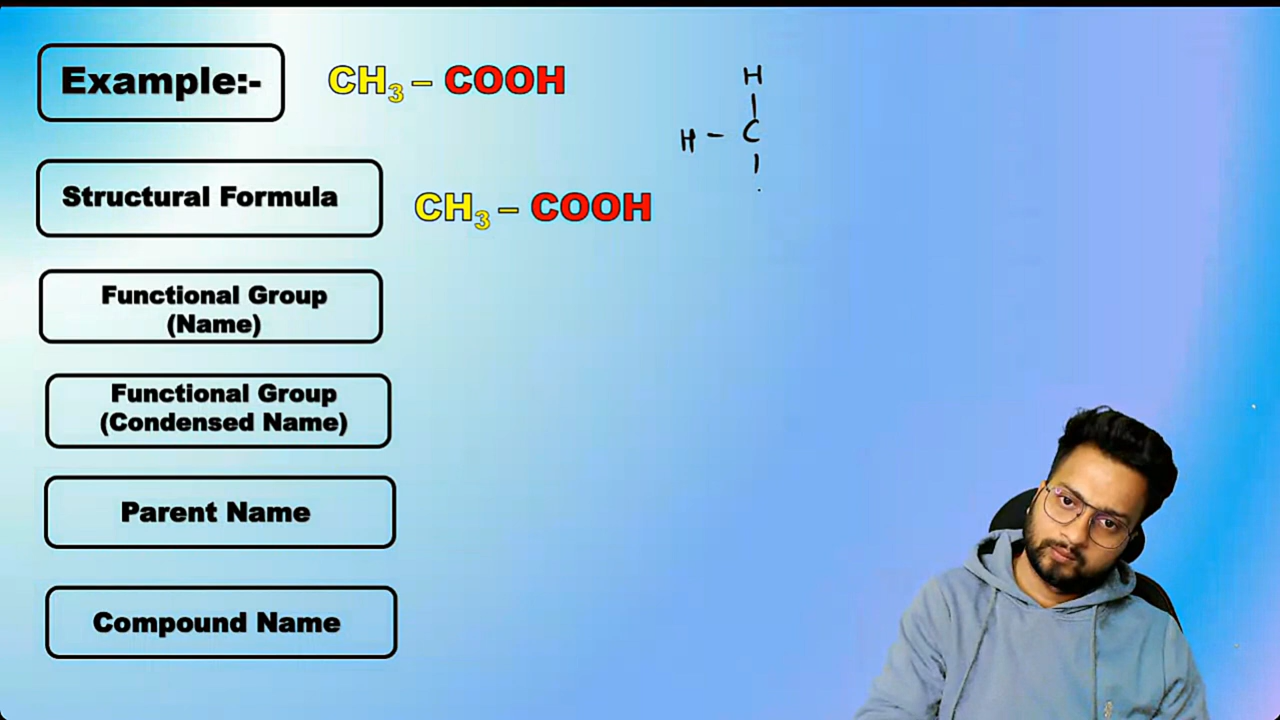 Example:- CH₃ – COOH
Structural Formula CH₃ – COOH
Functional Group
(Name)
Functional Group
(Condensed Name)
Parent Name
Compound Name
H
|
H – C
|